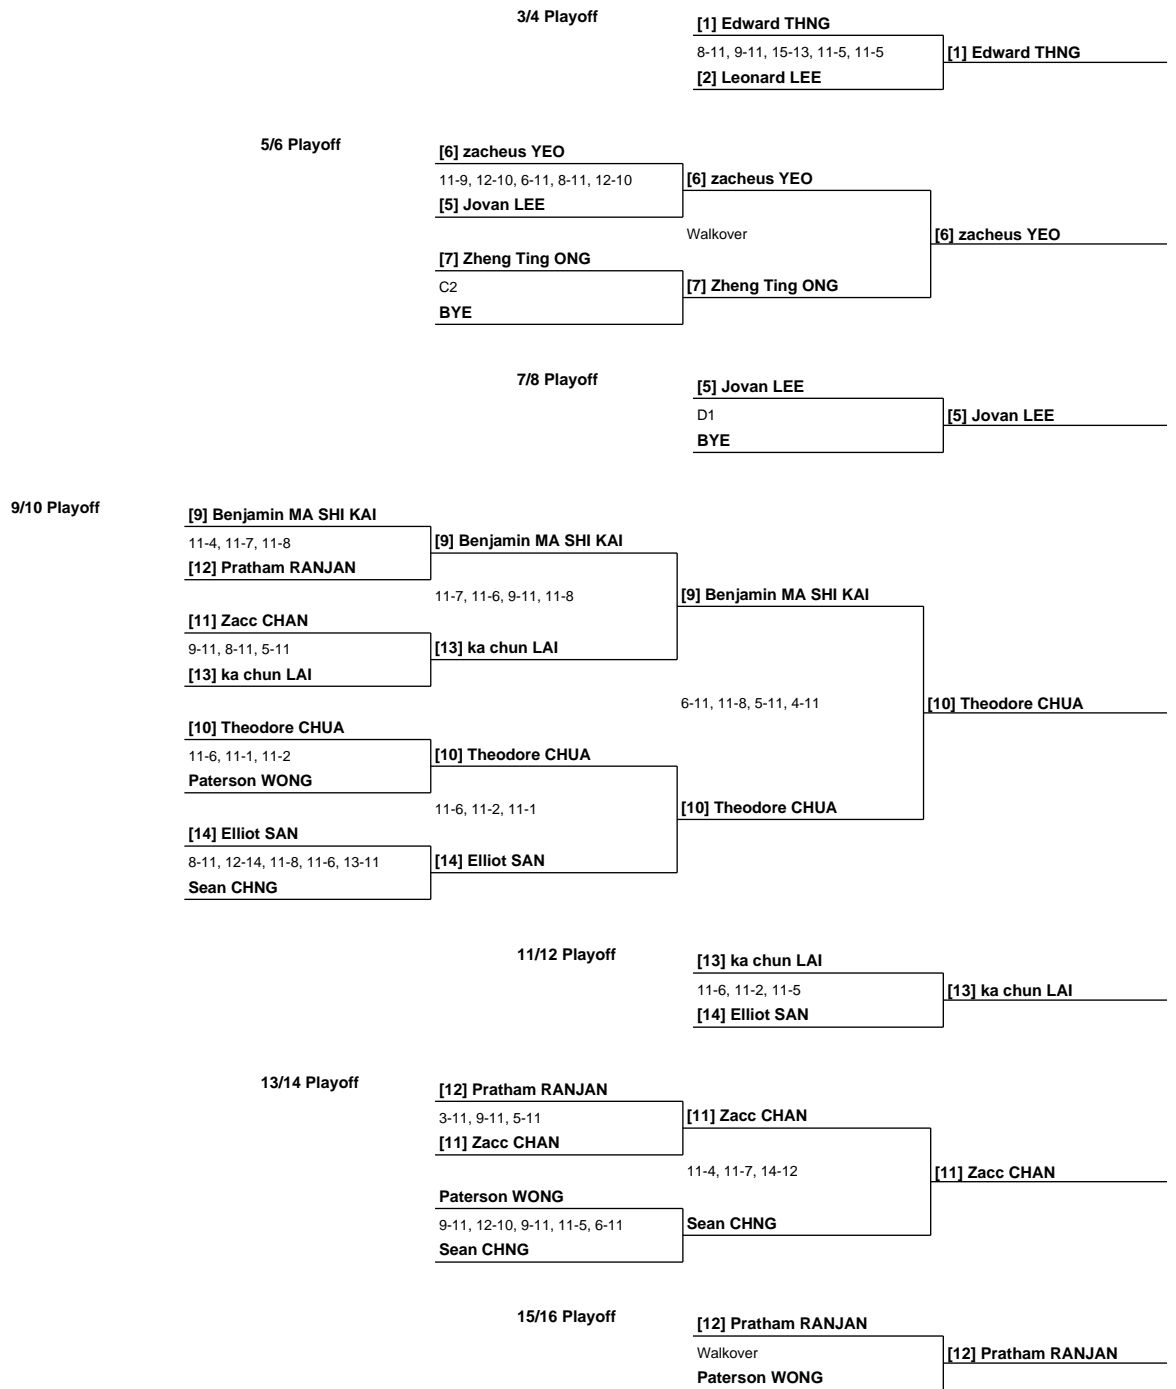 3/4 Playoff
[1] Edward THNG
8-11, 9-11, 15-13, 11-5, 11-5
[1] Edward THNG
[2] Leonard LEE
5/6 Playoff
[6] zacheus YEO
11-9, 12-10, 6-11, 8-11, 12-10
[6] zacheus YEO
[5] Jovan LEE
Walkover
[6] zacheus YEO
[7] Zheng Ting ONG
C2
[7] Zheng Ting ONG
BYE
7/8 Playoff
[5] Jovan LEE
D1
[5] Jovan LEE
BYE
9/10 Playoff
[9] Benjamin MA SHI KAI
11-4, 11-7, 11-8
[9] Benjamin MA SHI KAI
[12] Pratham RANJAN
11-7, 11-6, 9-11, 11-8
[9] Benjamin MA SHI KAI
[11] Zacc CHAN
9-11, 8-11, 5-11
[13] ka chun LAI
[13] ka chun LAI
6-11, 11-8, 5-11, 4-11
[10] Theodore CHUA
[10] Theodore CHUA
11-6, 11-1, 11-2
[10] Theodore CHUA
Paterson WONG
11-6, 11-2, 11-1
[10] Theodore CHUA
[14] Elliot SAN
8-11, 12-14, 11-8, 11-6, 13-11
[14] Elliot SAN
Sean CHNG
11/12 Playoff
[13] ka chun LAI
11-6, 11-2, 11-5
[13] ka chun LAI
[14] Elliot SAN
13/14 Playoff
[12] Pratham RANJAN
3-11, 9-11, 5-11
[11] Zacc CHAN
[11] Zacc CHAN
11-4, 11-7, 14-12
[11] Zacc CHAN
Paterson WONG
9-11, 12-10, 9-11, 11-5, 6-11
Sean CHNG
Sean CHNG
15/16 Playoff
[12] Pratham RANJAN
Walkover
[12] Pratham RANJAN
Paterson WONG